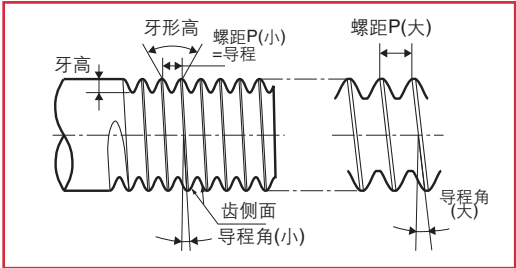 牙形高
螺距P(小)
=导程
螺距P(大)
牙高
齿侧面
导程角(小)
导程角
(大)